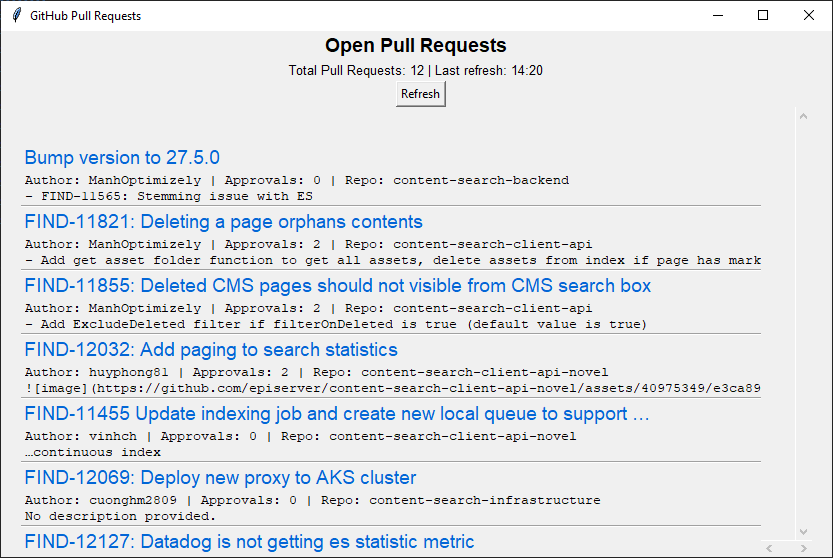 GitHub Pull Requests
Open Pull Requests
Total Pull Requests: 12 | Last refresh: 14:20
Refresh
Bump version to 27.5.0
Author: ManhOptimizely | Approvals: 0 | Repo: content-search-backend
- FIND-11565: Stemming issue with ES
FIND-11821: Deleting a page orphans contents
Author: ManhOptimizely | Approvals: 2 | Repo: content-search-client-api
- Add get asset folder function to get all assets, delete assets from index if page has mark
FIND-11855: Deleted CMS pages should not visible from CMS search box
Author: ManhOptimizely | Approvals: 2 | Repo: content-search-client-api
- Add ExcludeDeleted filter if filterOnDeleted is true (default value is true)
FIND-12032: Add paging to search statistics
Author: huyphong81 | Approvals: 2 | Repo: content-search-client-api-novel
![image](https://github.com/episerver/content-search-client-api-novel/assets/40975349/e3ca89
FIND-11455 Update indexing job and create new local queue to support …
Author: vinhch | Approvals: 0 | Repo: content-search-client-api-novel
…continuous index
FIND-12069: Deploy new proxy to AKS cluster
Author: cuonghm2809 | Approvals: 0 | Repo: content-search-infrastructure
No description provided.
FIND-12127: Datadog is not getting es statistic metric